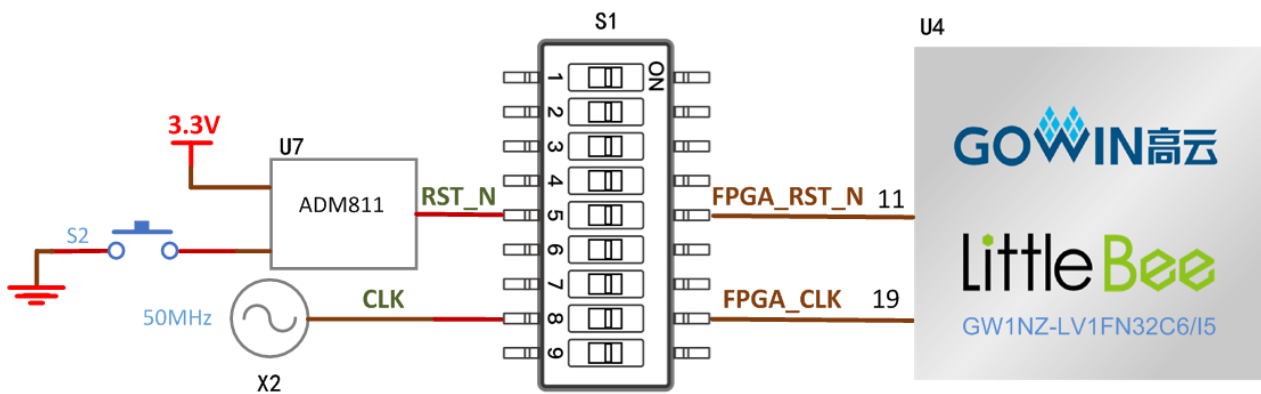 S1
U4
ON
1
2
3
4
5
6
7
8
9
3.3V
U7
ADM811
RST_N
S2
50MHz
CLK
X2
FPGA_RST_N 11
FPGA_CLK 19
GOWIN高云
LittleBee
GW1NZ-LV1FN32C6/I5